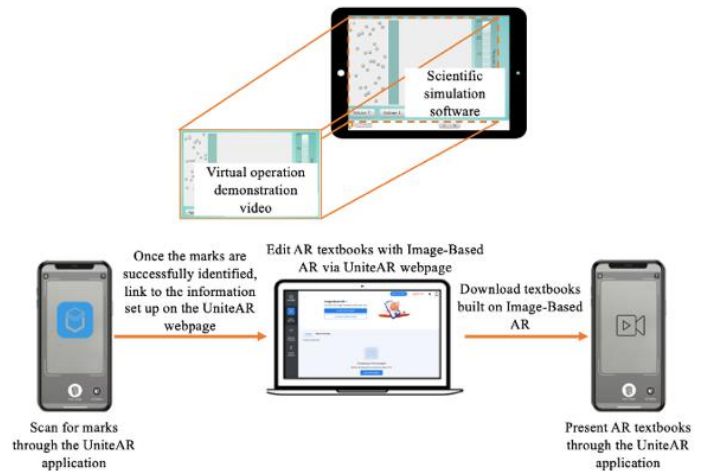 Scientific
simulation
software
Virtual operation
demonstration
video
Once the marks are
successfully identified,
link to the information
set up on the UniteAR
webpage
Edit AR textbooks with Image-Based
AR via UniteAR webpage
Download textbooks
built on Image-Based
AR
Scan for marks
through the UniteAR
application
Present AR textbooks
through the UniteAR
application